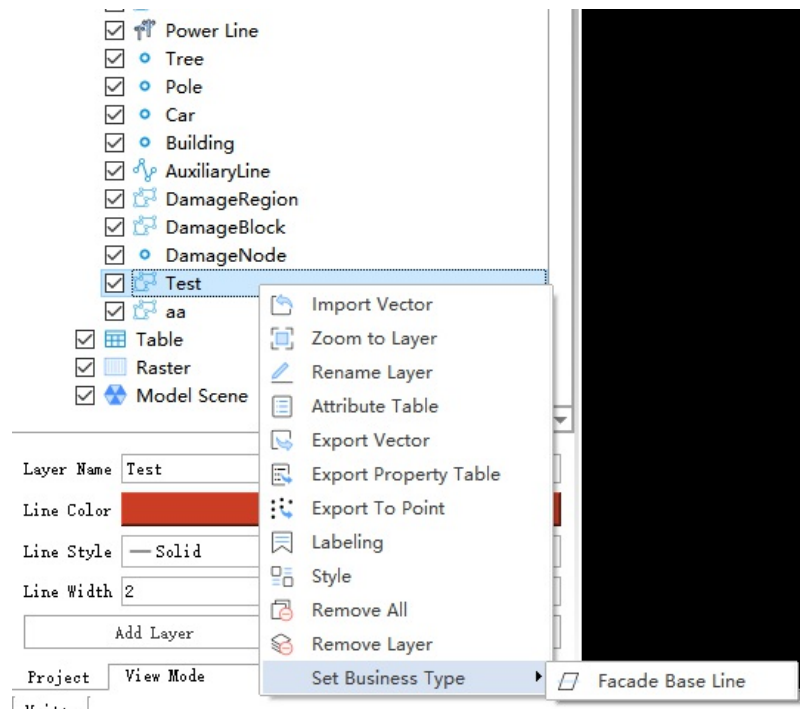 Power Line
Tree
Pole
Car
Building
AuxiliaryLine
DamageRegion
DamageBlock
DamageNode
Test
aa
Table
Raster
Model Scene
Import Vector
Zoom to Layer
Rename Layer
Attribute Table
Export Vector
Export Property Table
Export To Point
Labeling
Style
Remove All
Remove Layer
Set Business Type
Facade Base Line
Layer Name Test
Line Color
Line Style Solid
Line Width 2
Add Layer
Project View Mode